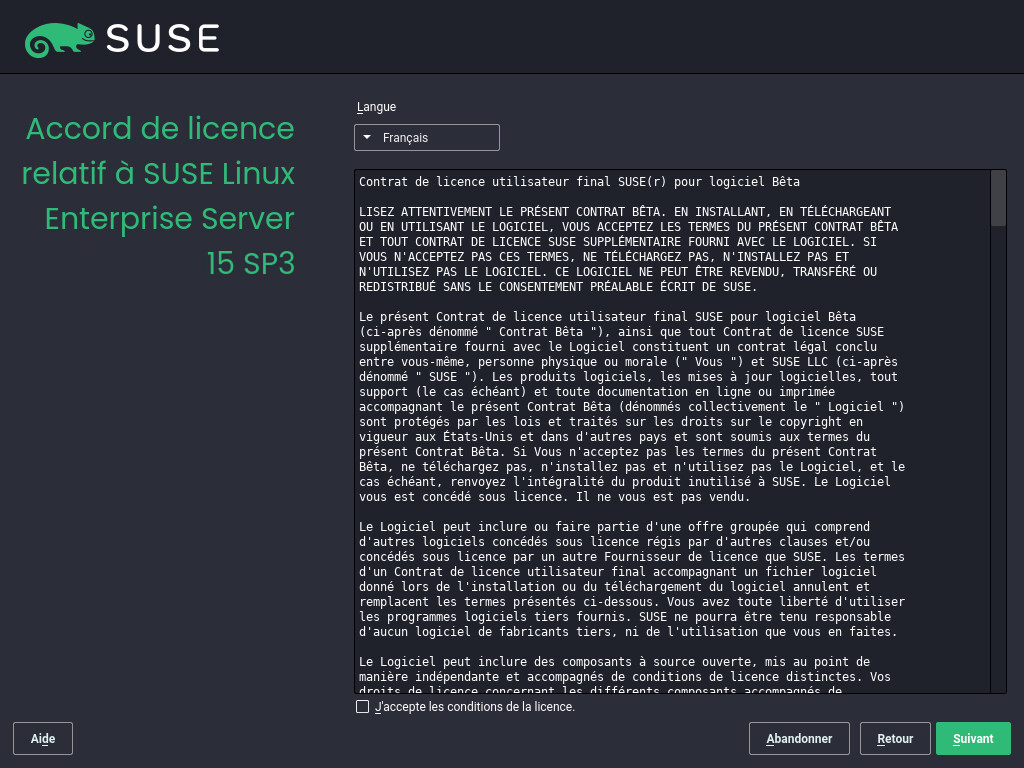 SUSE
Accord de licence
relatif à SUSE Linux
Enterprise Server
15 SP3
Langue
Français
Contrat de licence utilisateur final SUSE(r) pour logiciel Bêta
LISEZ ATTENTIVEMENT LE PRÉSENT CONTRAT BÊTA. EN INSTALLANT, EN TÉLÉCHARGEANT
OU EN UTILISANT LE LOGICIEL, VOUS ACCEPTEZ LES TERMES DU PRÉSENT CONTRAT BÊTA
ET TOUT CONTRAT DE LICENCE SUSE SUPPLÉMENTAIRE FOURNI AVEC LE LOGICIEL. SI
VOUS N'ACCEPTEZ PAS CES TERMES, NE TÉLÉCHARGEZ PAS, N'INSTALLEZ PAS ET
N'UTILISEZ PAS LE LOGICIEL. CE LOGICIEL NE PEUT ÊTRE REVENDU, TRANSFÉRÉ OU
REDISTRIBUÉ SANS LE CONSENTEMENT PRÉALABLE ÉCRIT DE SUSE.
Le présent Contrat de licence utilisateur final SUSE pour logiciel Bêta
(ci-après dénommé " Contrat Bêta "), ainsi que tout Contrat de licence SUSE
supplémentaire fourni avec le Logiciel constituent un contrat légal conclu
entre vous-même, personne physique ou morale (" Vous ") et SUSE LLC (ci-après
dénommé " SUSE "). Les produits logiciels, les mises à jour logicielles, tout
support (le cas échéant) et toute documentation en ligne ou imprimée
accompagnant le présent Contrat Bêta (dénommés collectivement le " Logiciel ")
sont protégés par les lois et traités sur les droits sur le copyright en
vigueur aux États-Unis et dans d'autres pays et sont soumis aux termes du
présent Contrat Bêta. Si Vous n'acceptez pas les termes du présent Contrat
Bêta, ne téléchargez pas, n'installez pas et n'utilisez pas le Logiciel, et le
cas échéant, renvoyez l'intégralité du produit inutilisé à SUSE. Le Logiciel
vous est concédé sous licence. Il ne vous est pas vendu.
Le Logiciel peut inclure ou faire partie d'une offre groupée qui comprend
d'autres logiciels concédés sous licence régis par d'autres clauses et/ou
concédés sous licence par un autre Fournisseur de licence que SUSE. Les termes
d'un Contrat de licence utilisateur final accompagnant un fichier logiciel
donné lors de l'installation ou du téléchargement du logiciel annulent et
remplacent les termes présentés ci-dessous. Vous avez toute liberté d'utiliser
les programmes logiciels tiers fournis. SUSE ne pourra être tenu responsable
d'aucun logiciel de fabricants tiers, ni de l'utilisation que vous en faites.
Le Logiciel peut inclure des composants à source ouverte, mis au point de
manière indépendante et accompagnés de conditions de licence distinctes. Vos
droits de licence concernant les différents composants accompagnés de
J'accepte les conditions de la licence.
Aide
Abandonner
Retour
Suivant